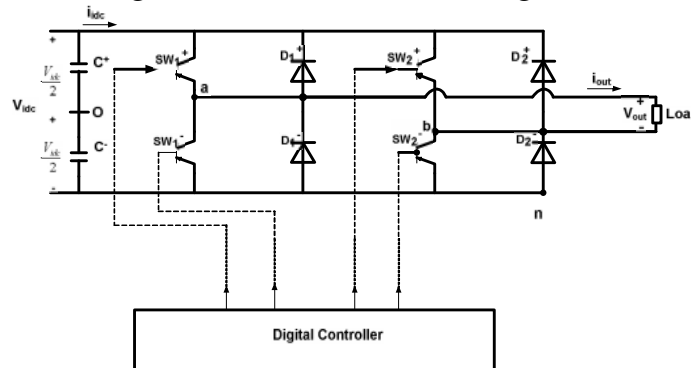 i_idc
+
C⁺
V_idc
2
SW₁⁺
D₁⁺
SW₂⁺
D₂⁺
a
i_out
V_idc
+
O
+
V_out
-
Loa
b
V_idc
2
C⁻
SW₁⁻
D₁⁻
SW₂⁻
D₂⁻
-
n
Digital Controller